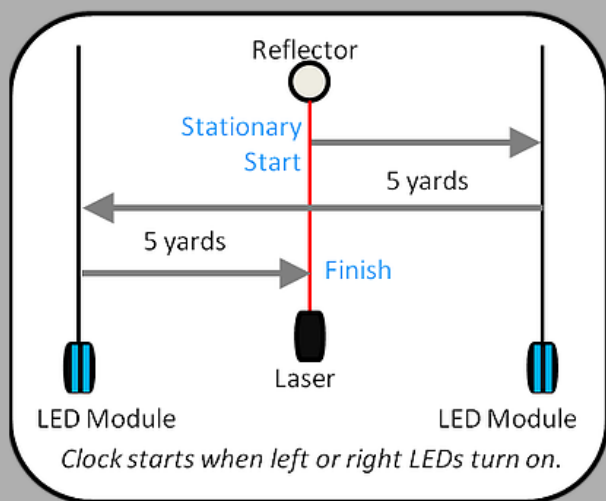 Reflector
Stationary
Start
5 yards
5 yards
Finish
Laser
LED Module
LED Module
Clock starts when left or right LEDs turn on.